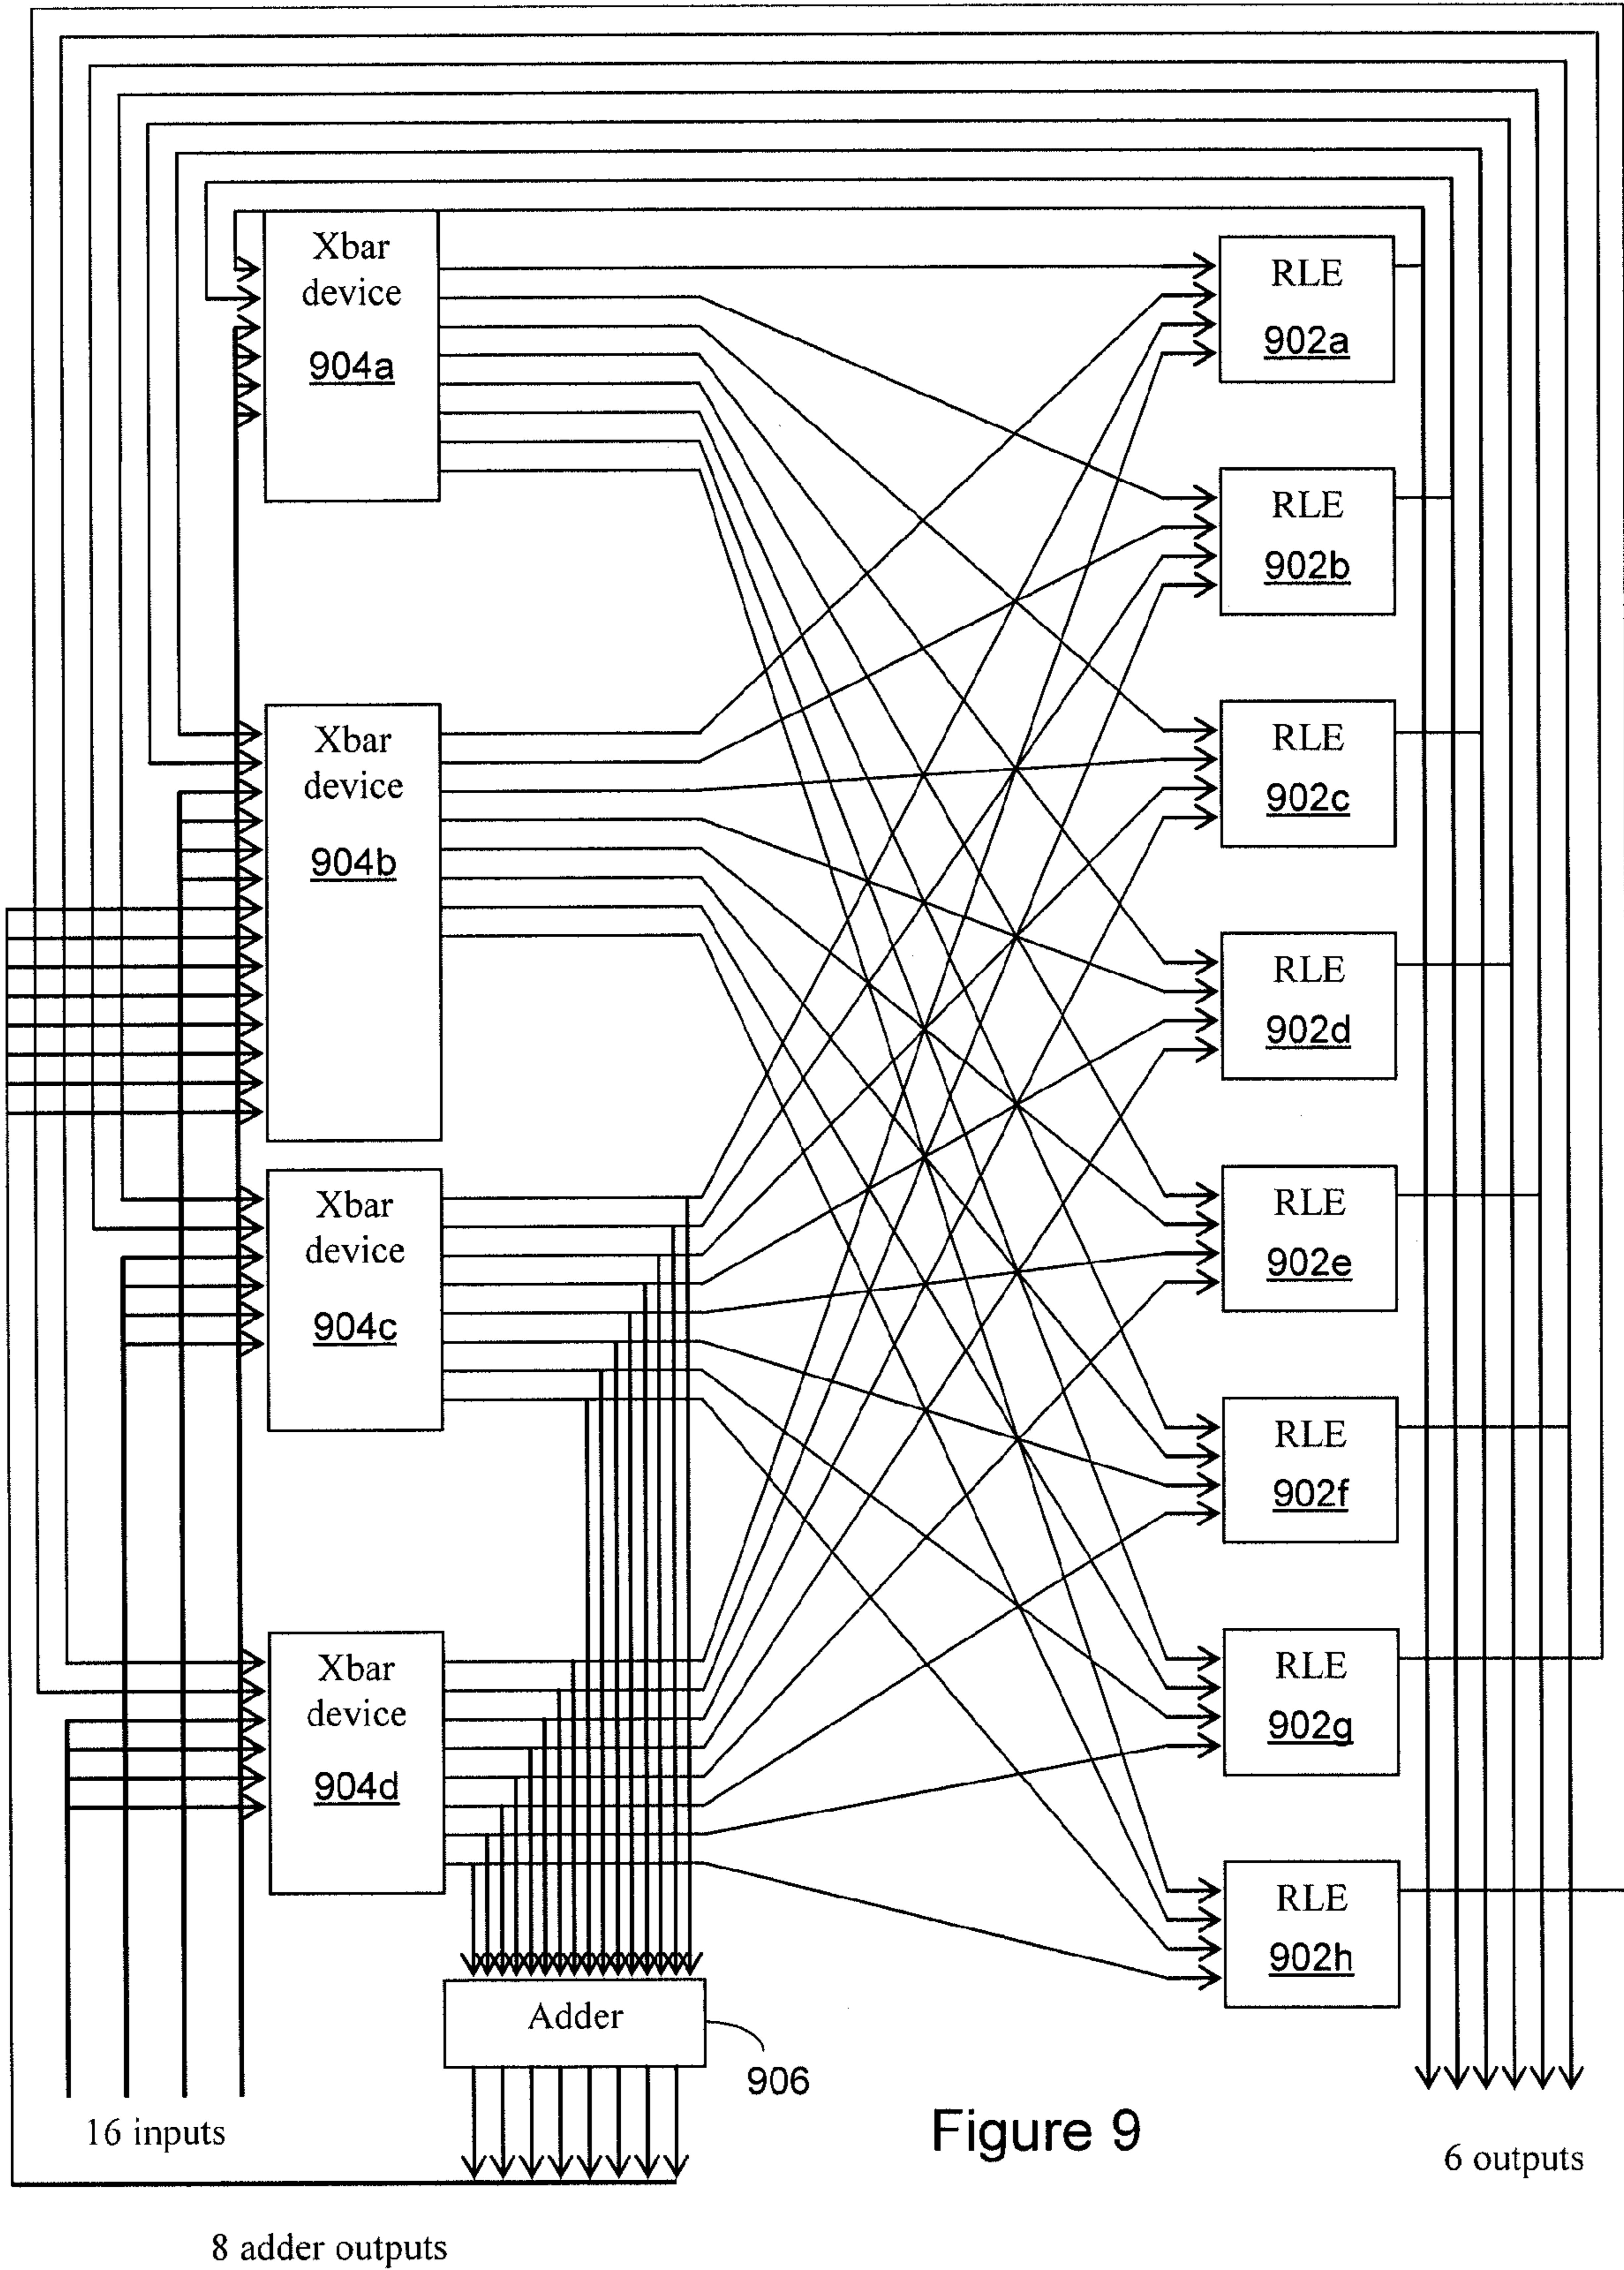 Xbar
device
904a
RLE
902a
RLE
902b
Xbar
device
904b
RLE
902c
RLE
902d
Xbar
device
904c
RLE
902e
RLE
902f
Xbar
device
904d
RLE
902g
RLE
902h
Adder
906
16 inputs
Figure 9
6 outputs
8 adder outputs